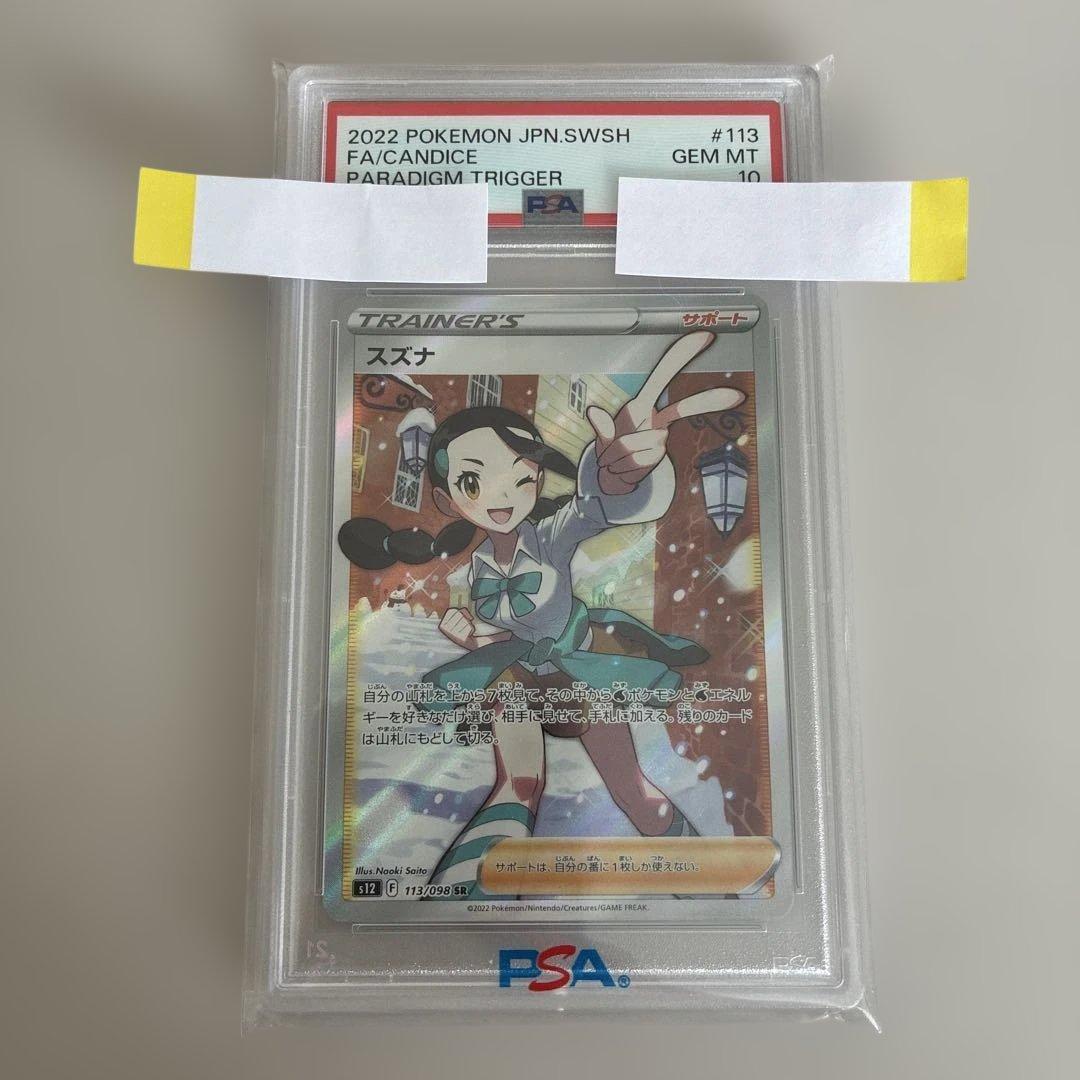 2022 POKEMON JPN.SWSH #113
FA/CANDICE GEM MT
PARADIGM TRIGGER 10
PSA
TRAINER'S サポート
スズナ
自分の山札を上から7枚見て、その中からポケモンとエネル
ギーを好きなだけ選び、相手に見せて、手札に加える。残りのカード
は山札にもどして切る。
サポートは、自分の番に1枚しか使えない。
Illus.Naoki Saito
s12 F 113/098 SR
©2022 Pokémon/Nintendo/Creatures/GAME FREAK.
PSA®